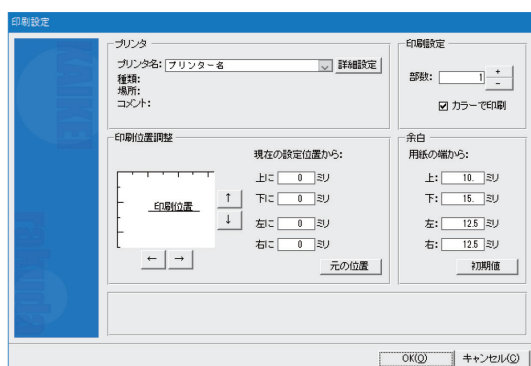 印刷設定
プリンタ
プリンタ名: プリンター名 詳細設定
種類:
場所:
コメント:
印刷設定
部数: 1 + -
カラーで印刷
印刷位置調整
現在の設定位置から:
印刷位置
↑
↓
← →
上に 0 ミリ
下に 0 ミリ
左に 0 ミリ
右に 0 ミリ
元の位置
余白
用紙の端から:
上: 10. ミリ
下: 15. ミリ
左: 12.5 ミリ
右: 12.5 ミリ
初期値
KAIKEI
rakuda
OK(O) キャンセル(C)